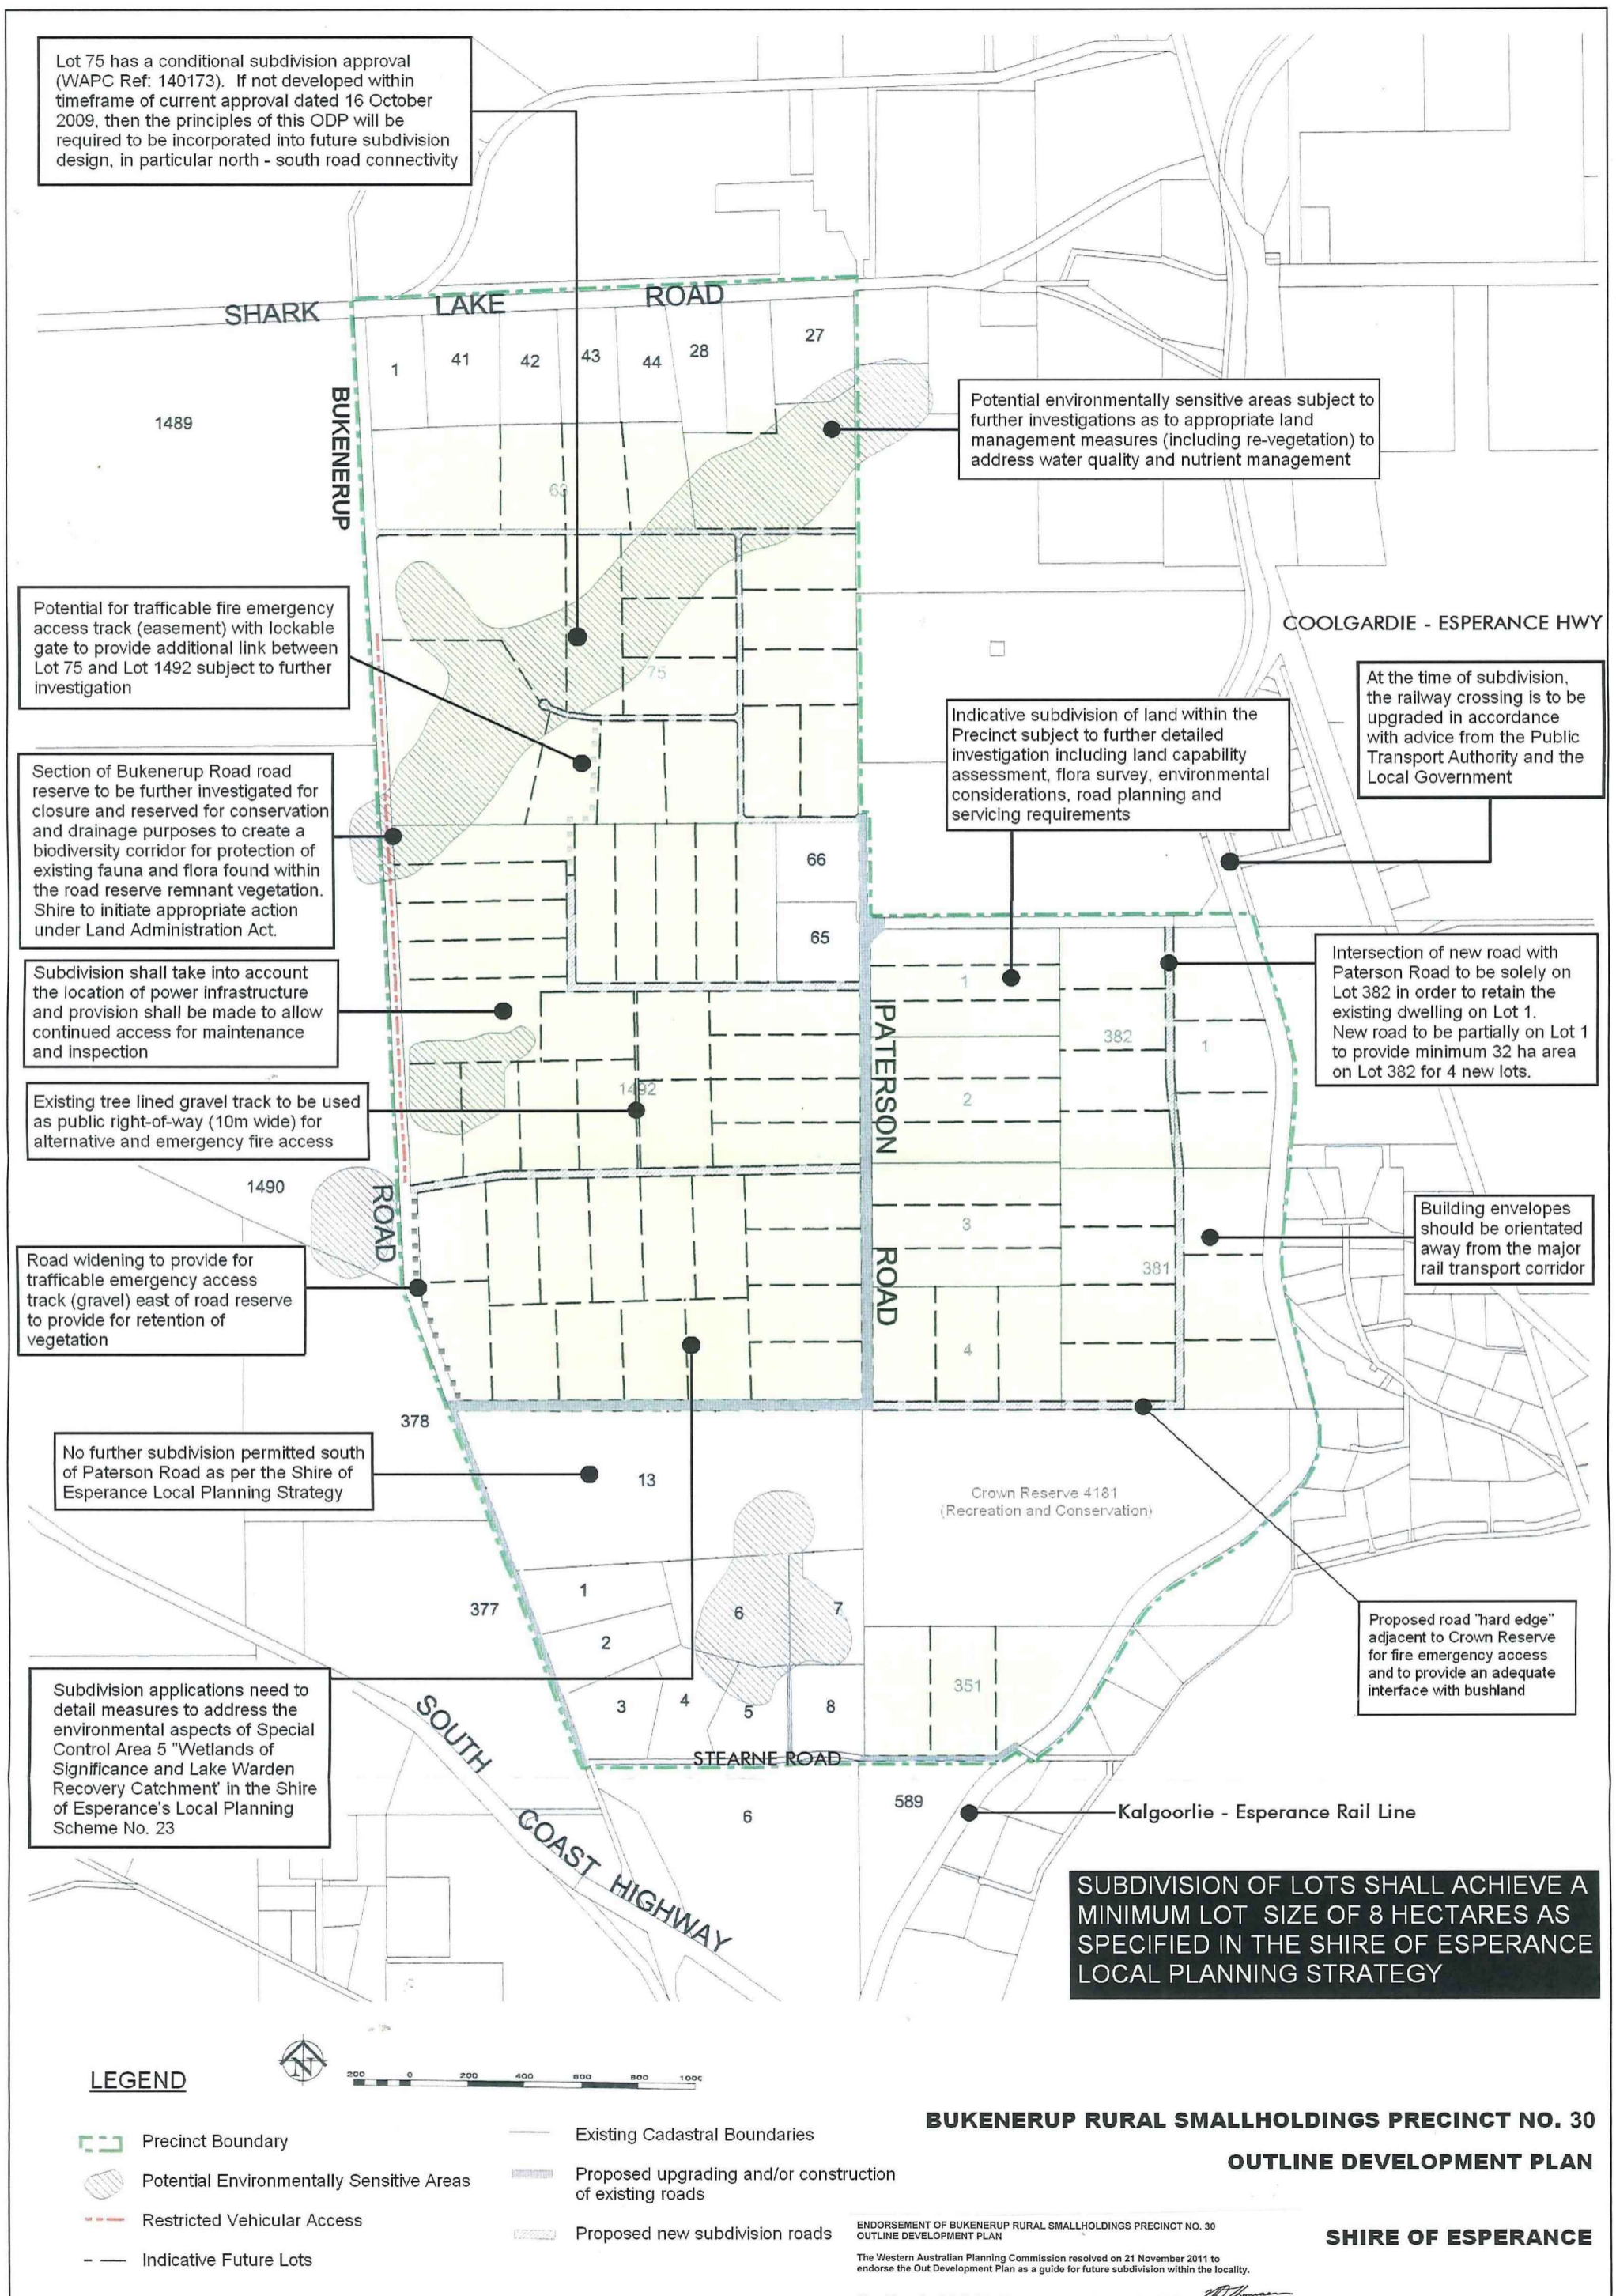 Lot 75 has a conditional subdivision approval
(WAPC Ref: 140173). If not developed within
timeframe of current approval dated 16 October
2009, then the principles of this ODP will be
required to be incorporated into future subdivision
design, in particular north - south road connectivity
SHARK LAKE ROAD
1
41
42
43
44
28
27
1489
BUKENERUP
63
Potential environmentally sensitive areas subject to
further investigations as to appropriate land
management measures (including re-vegetation) to
address water quality and nutrient management
Potential for trafficable fire emergency
access track (easement) with lockable
gate to provide additional link between
Lot 75 and Lot 1492 subject to further
investigation
75
COOLGARDIE - ESPERANCE HWY
At the time of subdivision,
the railway crossing is to be
upgraded in accordance
with advice from the Public
Transport Authority and the
Local Government
Indicative subdivision of land within the
Precinct subject to further detailed
investigation including land capability
assessment, flora survey, environmental
considerations, road planning and
servicing requirements
Section of Bukenerup Road road
reserve to be further investigated for
closure and reserved for conservation
and drainage purposes to create a
biodiversity corridor for protection of
existing fauna and flora found within
the road reserve remnant vegetation.
Shire to initiate appropriate action
under Land Administration Act.
66
65
Subdivision shall take into account
the location of power infrastructure
and provision shall be made to allow
continued access for maintenance
and inspection
1
382
1
Intersection of new road with
Paterson Road to be solely on
Lot 382 in order to retain the
existing dwelling on Lot 1.
New road to be partially on Lot 1
to provide minimum 32 ha area
on Lot 382 for 4 new lots.
PATERSON
Existing tree lined gravel track to be used
as public right-of-way (10m wide) for
alternative and emergency fire access
1492
2
1490
ROAD
3
ROAD
381
Building envelopes
should be orientated
away from the major
rail transport corridor
Road widening to provide for
trafficable emergency access
track (gravel) east of road reserve
to provide for retention of
vegetation
4
378
No further subdivision permitted south
of Paterson Road as per the Shire of
Esperance Local Planning Strategy
13
Crown Reserve 4181
(Recreation and Conservation)
377
1
2
6
7
3
4
5
8
351
Proposed road "hard edge"
adjacent to Crown Reserve
for fire emergency access
and to provide an adequate
interface with bushland
Subdivision applications need to
detail measures to address the
environmental aspects of Special
Control Area 5 "Wetlands of
Significance and Lake Warden
Recovery Catchment' in the Shire
of Esperance's Local Planning
Scheme No. 23
STEARNE ROAD
SOUTH COAST HIGHWAY
6
589
Kalgoorlie - Esperance Rail Line
SUBDIVISION OF LOTS SHALL ACHIEVE A
MINIMUM LOT SIZE OF 8 HECTARES AS
SPECIFIED IN THE SHIRE OF ESPERANCE
LOCAL PLANNING STRATEGY
LEGEND
N
200 0 200 400 600 800 1000
Precinct Boundary
Potential Environmentally Sensitive Areas
Restricted Vehicular Access
Indicative Future Lots
Existing Cadastral Boundaries
Proposed upgrading and/or construction
of existing roads
Proposed new subdivision roads
BUKENERUP RURAL SMALLHOLDINGS PRECINCT NO. 30
OUTLINE DEVELOPMENT PLAN
SHIRE OF ESPERANCE
ENDORSEMENT OF BUKENERUP RURAL SMALLHOLDINGS PRECINCT NO. 30
OUTLINE DEVELOPMENT PLAN
The Western Australian Planning Commission resolved on 21 November 2011 to
endorse the Out Development Plan as a guide for future subdivision within the locality.